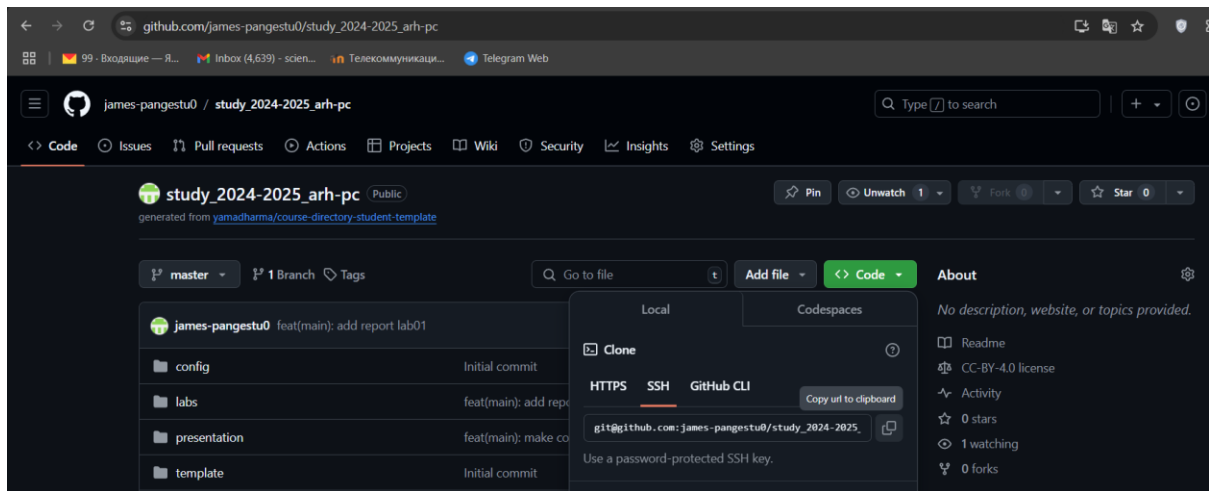 github.com/james-pangestu0/study_2024-2025_arh-pc
99 · Входящие — Я... Inbox (4,639) - scien... Телекоммуникаци... Telegram Web
james-pangestu0 / study_2024-2025_arh-pc Type / to search
Code Issues Pull requests Actions Projects Wiki Security Insights Settings
study_2024-2025_arh-pc Public Pin Unwatch 1 Fork 0 Star 0
generated from yamadharma/course-directory-student-template
master 1 Branch Tags Go to file t Add file Code About
Local Codespaces No description, website, or topics provided.
james-pangestu0 feat(main): add report lab01
Clone Readme
config Initial commit CC-BY-4.0 license
HTTPS SSH GitHub CLI Activity
labs feat(main): add repo Copy url to clipboard
git@github.com:james-pangestu0/study_2024-2025_ 0 stars
presentation feat(main): make co 1 watching
Use a password-protected SSH key.
template Initial commit 0 forks